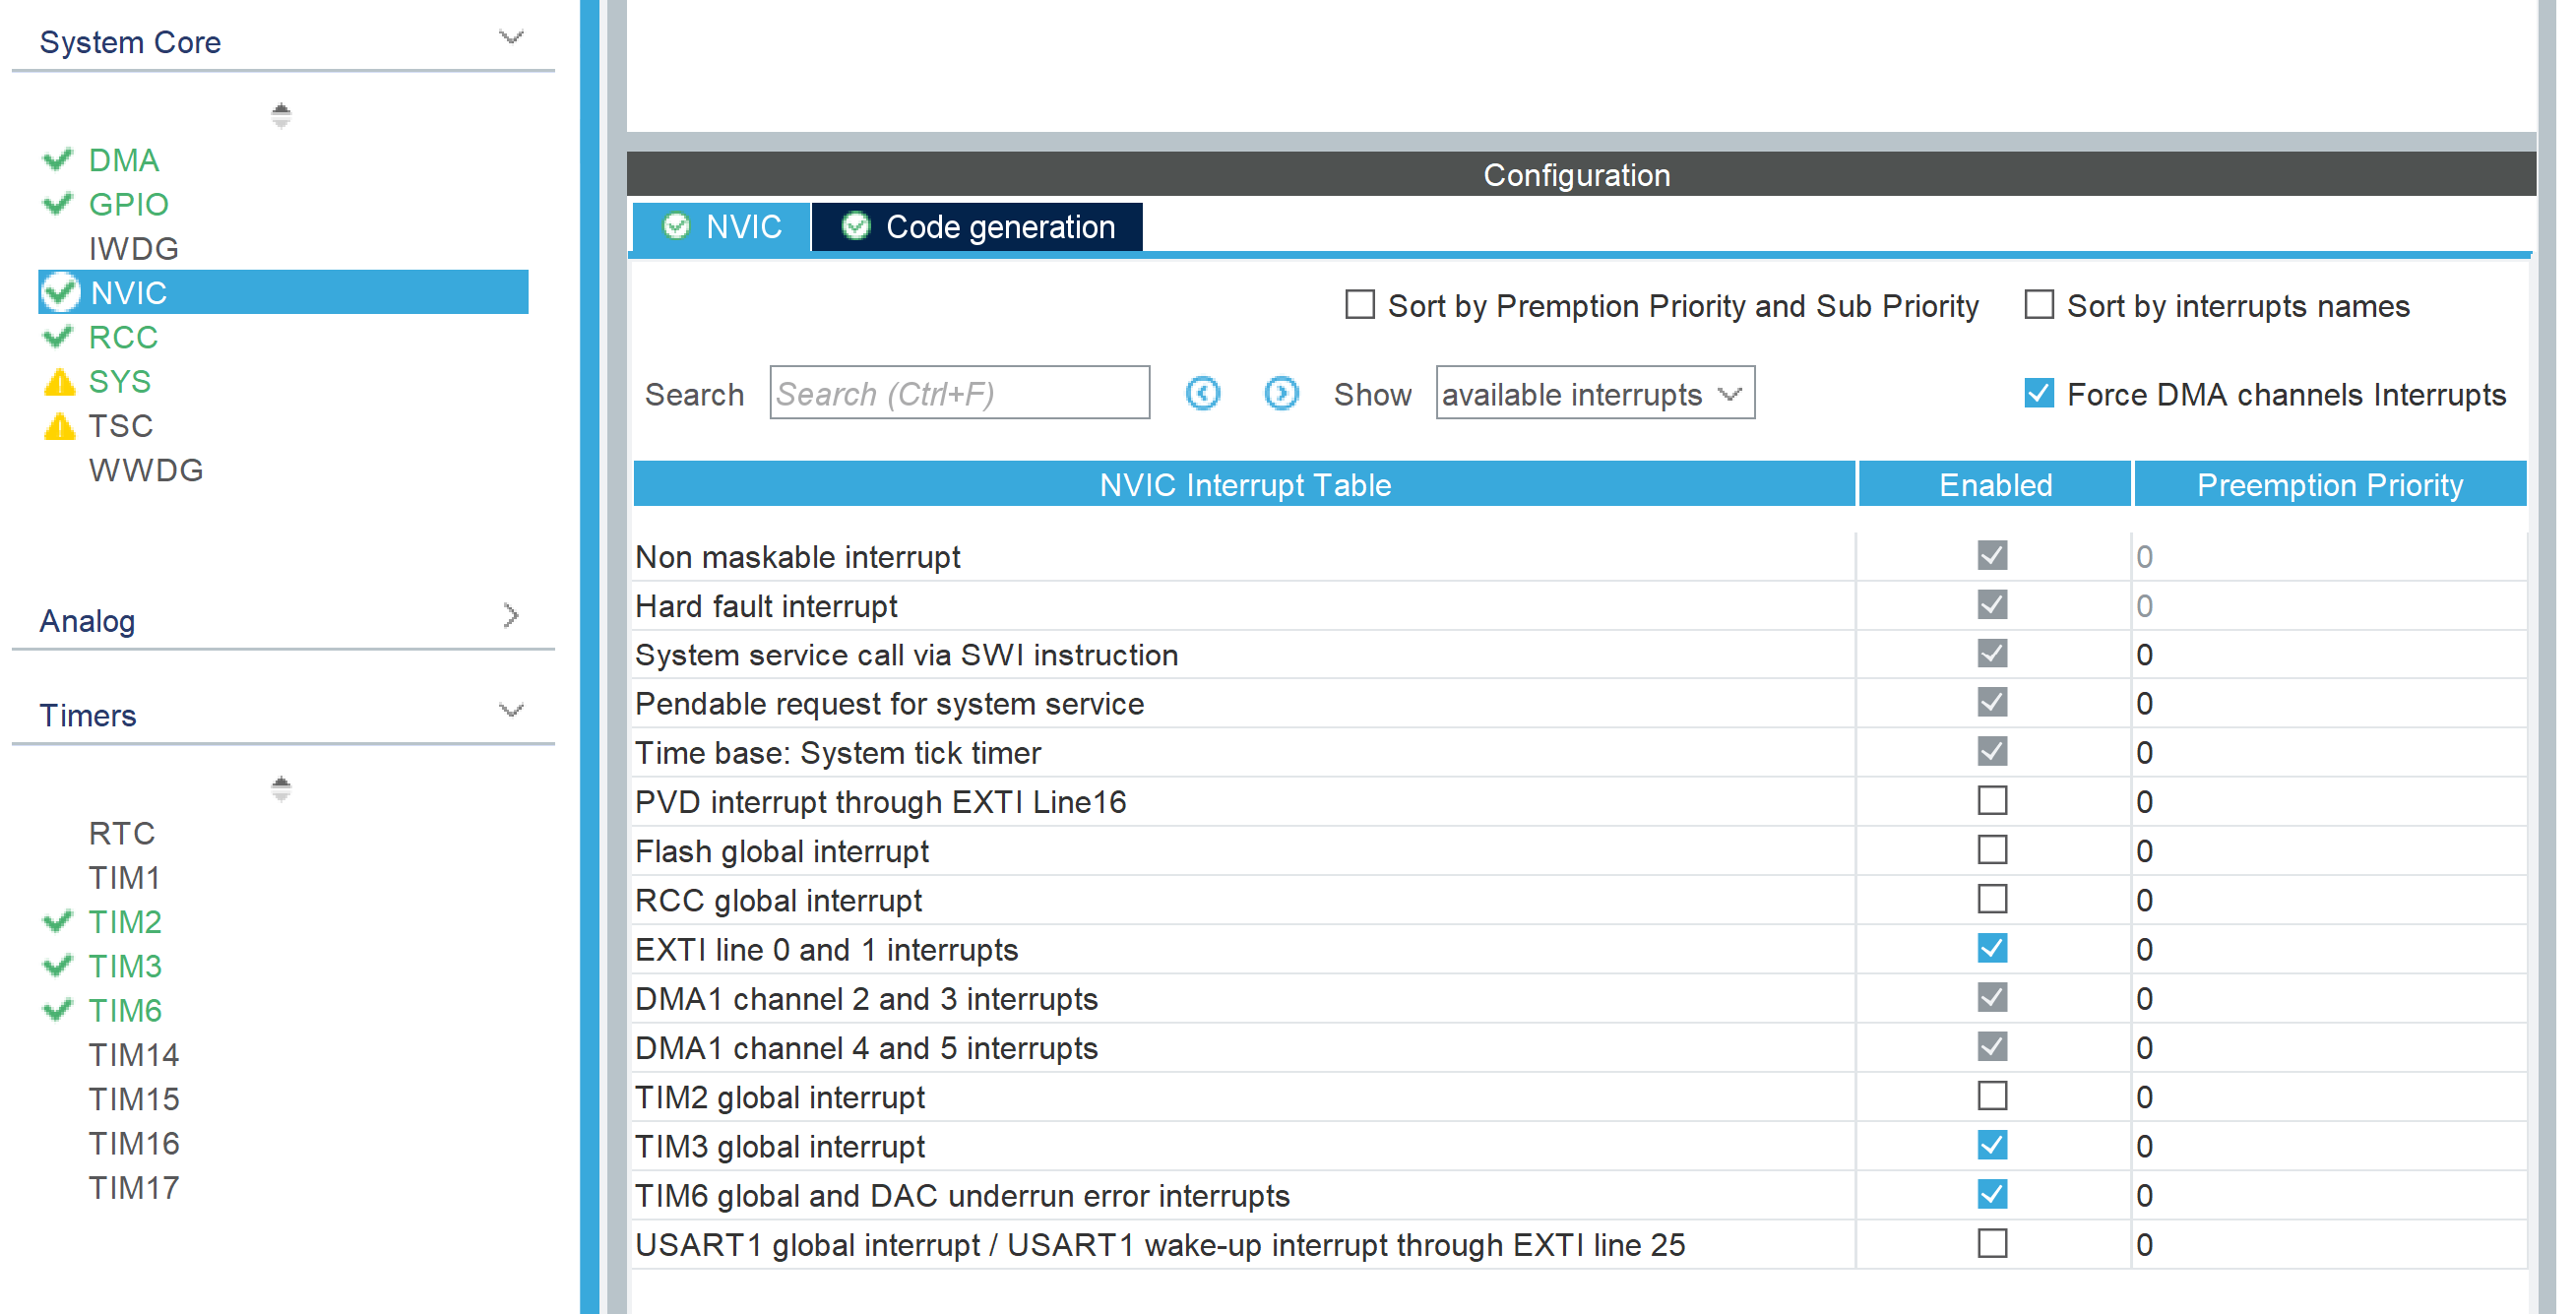 System Core
DMA
GPIO
IWDG
NVIC
RCC
SYS
TSC
WWDG
Analog
Timers
RTC
TIM1
TIM2
TIM3
TIM6
TIM14
TIM15
TIM16
TIM17
Configuration
NVIC Code generation
Sort by Premption Priority and Sub Priority Sort by interrupts names
Search Search (Ctrl+F) Show available interrupts Force DMA channels Interrupts
NVIC Interrupt Table Enabled Preemption Priority
Non maskable interrupt 0
Hard fault interrupt 0
System service call via SWI instruction 0
Pendable request for system service 0
Time base: System tick timer 0
PVD interrupt through EXTI Line16 0
Flash global interrupt 0
RCC global interrupt 0
EXTI line 0 and 1 interrupts 0
DMA1 channel 2 and 3 interrupts 0
DMA1 channel 4 and 5 interrupts 0
TIM2 global interrupt 0
TIM3 global interrupt 0
TIM6 global and DAC underrun error interrupts 0
USART1 global interrupt / USART1 wake-up interrupt through EXTI line 25 0